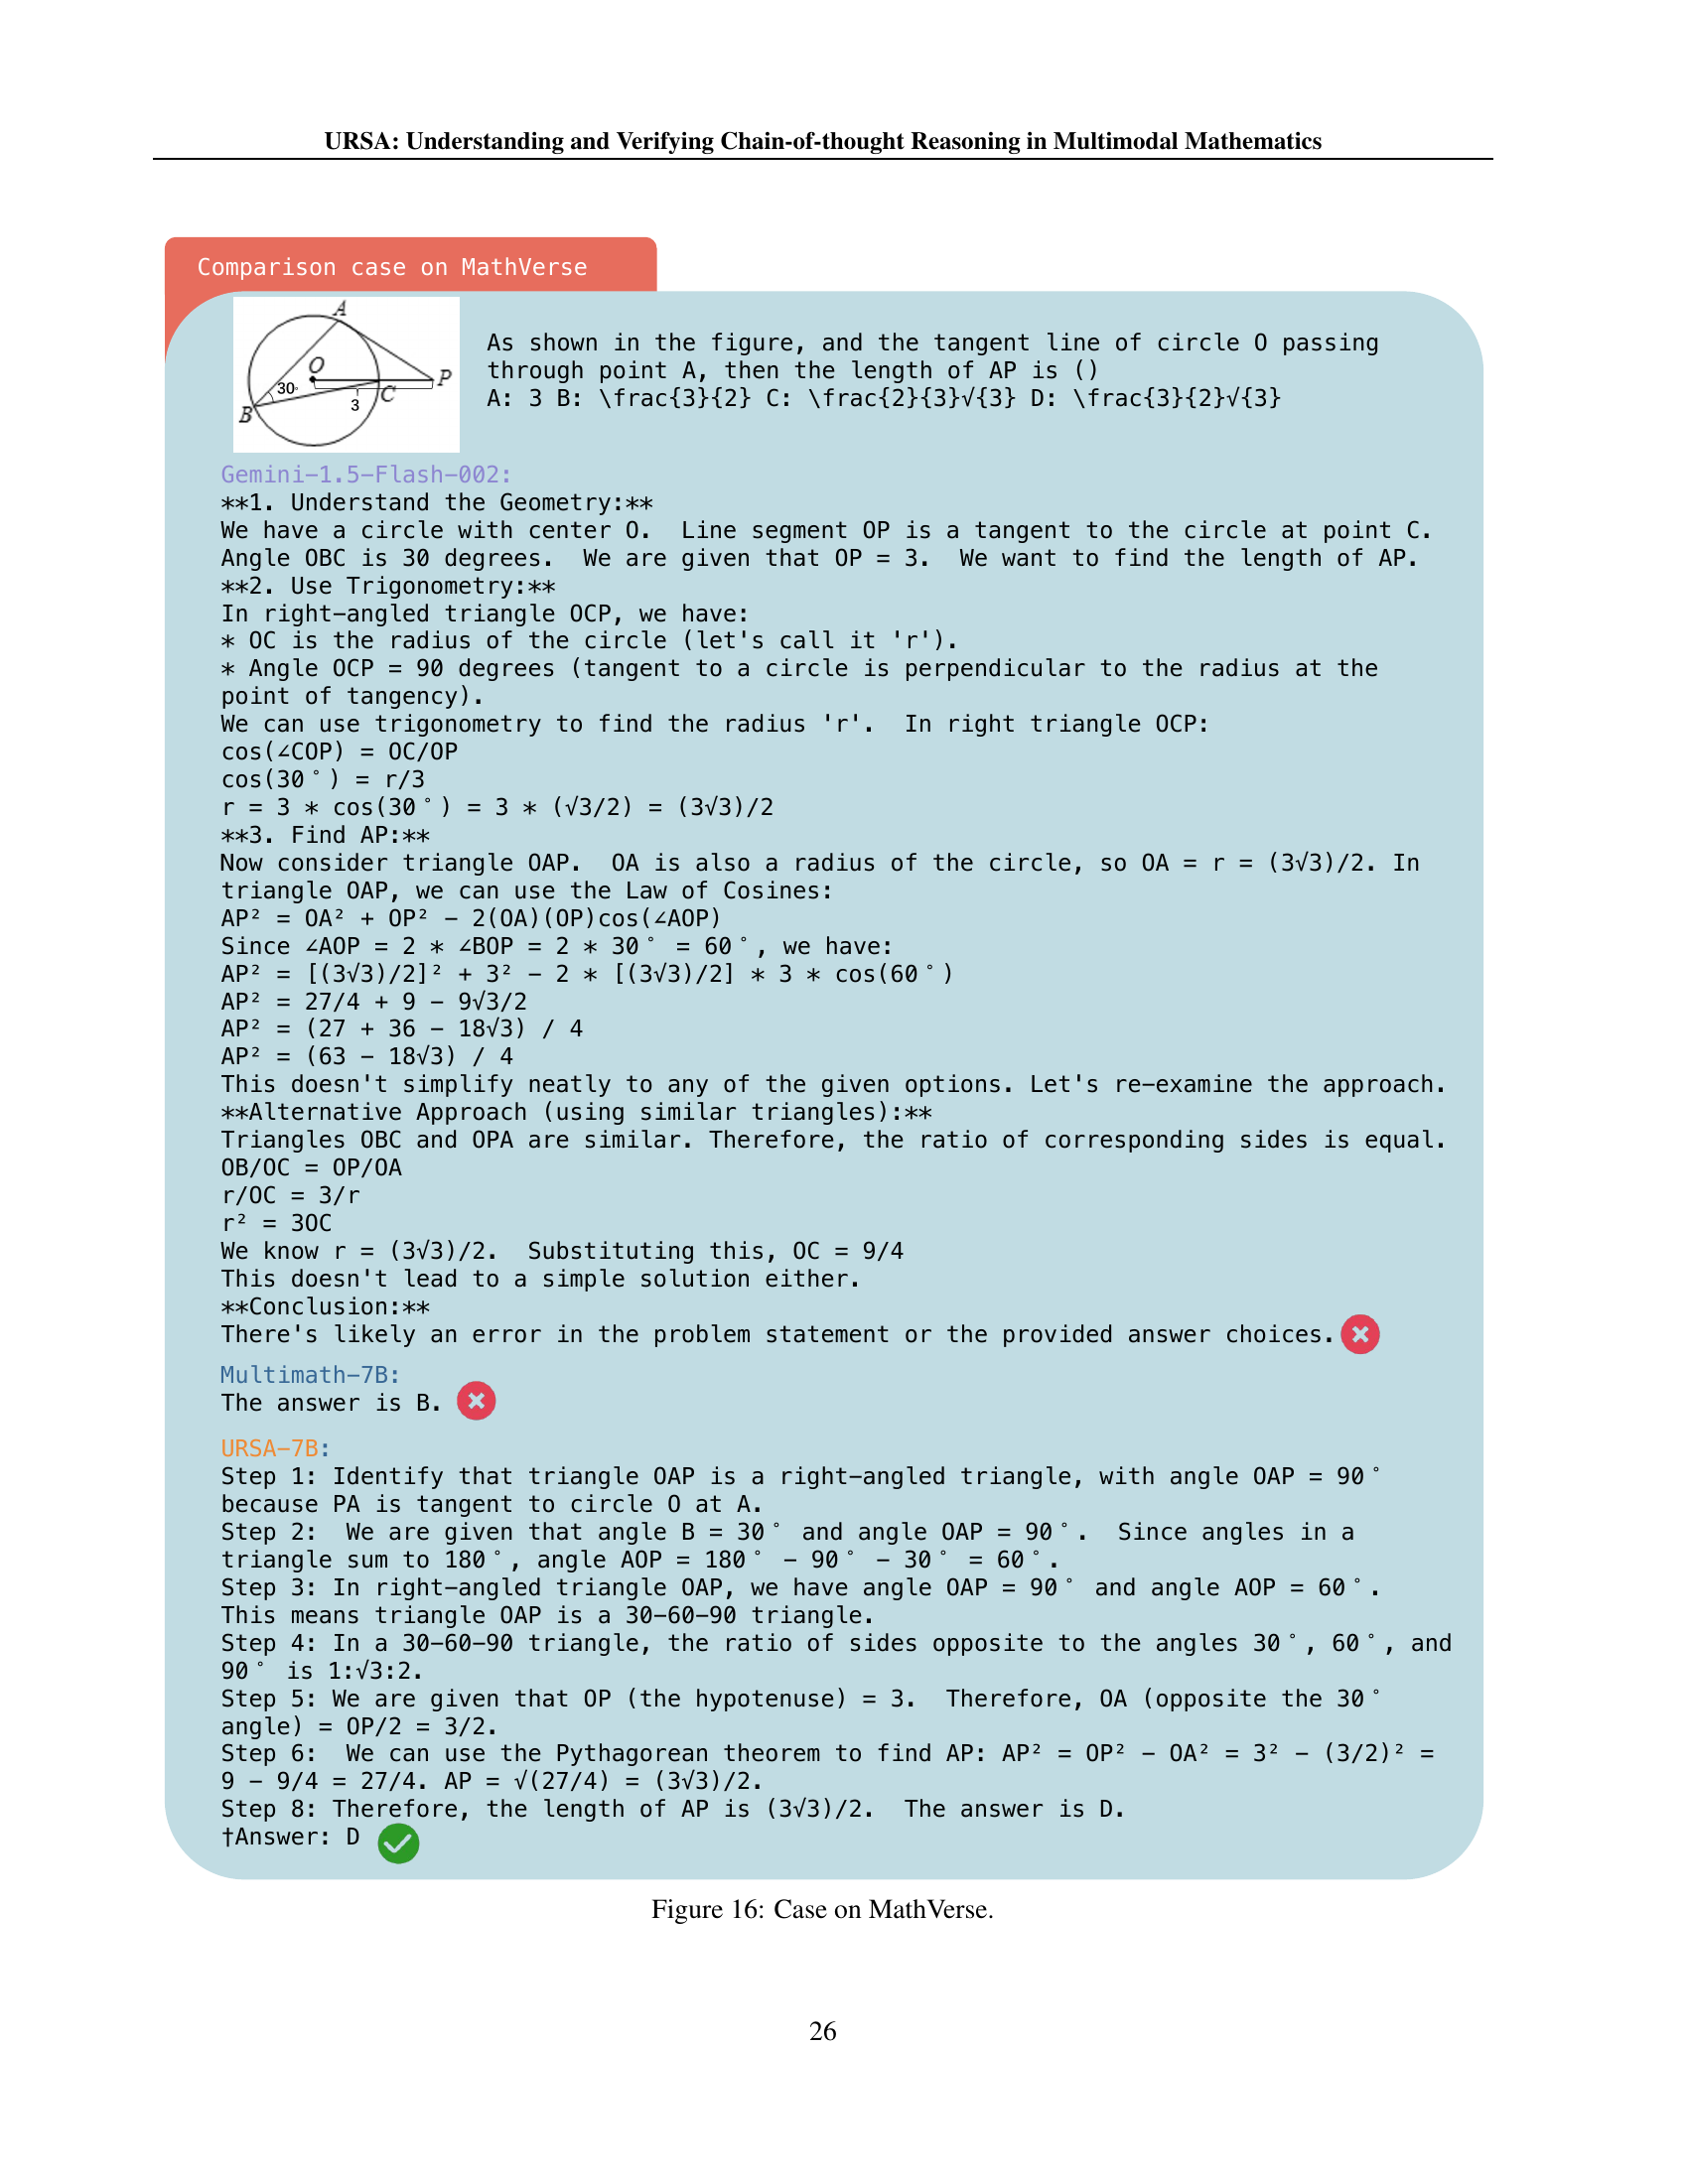 URSA: Understanding and Verifying Chain-of-thought Reasoning in Multimodal Mathematics
Comparison case on MathVerse
A
O
P
30°
C
3
B
As shown in the figure, and the tangent line of circle O passing
through point A, then the length of AP is ()
A: 3 B: \frac{3}{2} C: \frac{2}{3}√{3} D: \frac{3}{2}√{3}
Gemini-1.5-Flash-002:
**1. Understand the Geometry:**
We have a circle with center O.  Line segment OP is a tangent to the circle at point C.
Angle OBC is 30 degrees.  We are given that OP = 3.  We want to find the length of AP.
**2. Use Trigonometry:**
In right-angled triangle OCP, we have:
* OC is the radius of the circle (let's call it 'r').
* Angle OCP = 90 degrees (tangent to a circle is perpendicular to the radius at the
point of tangency).
We can use trigonometry to find the radius 'r'.  In right triangle OCP:
cos(∠COP) = OC/OP
cos(30°) = r/3
r = 3 * cos(30°) = 3 * (√3/2) = (3√3)/2
**3. Find AP:**
Now consider triangle OAP.  OA is also a radius of the circle, so OA = r = (3√3)/2. In
triangle OAP, we can use the Law of Cosines:
AP² = OA² + OP² - 2(OA)(OP)cos(∠AOP)
Since ∠AOP = 2 * ∠BOP = 2 * 30° = 60°, we have:
AP² = [(3√3)/2]² + 3² - 2 * [(3√3)/2] * 3 * cos(60°)
AP² = 27/4 + 9 - 9√3/2
AP² = (27 + 36 - 18√3) / 4
AP² = (63 - 18√3) / 4
This doesn't simplify neatly to any of the given options. Let's re-examine the approach.
**Alternative Approach (using similar triangles):**
Triangles OBC and OPA are similar. Therefore, the ratio of corresponding sides is equal.
OB/OC = OP/OA
r/OC = 3/r
r² = 3OC
We know r = (3√3)/2.  Substituting this, OC = 9/4
This doesn't lead to a simple solution either.
**Conclusion:**
There's likely an error in the problem statement or the provided answer choices.
Multimath-7B:
The answer is B.
URSA-7B:
Step 1: Identify that triangle OAP is a right-angled triangle, with angle OAP = 90°
because PA is tangent to circle O at A.
Step 2:  We are given that angle B = 30° and angle OAP = 90°.  Since angles in a
triangle sum to 180°, angle AOP = 180° - 90° - 30° = 60°.
Step 3: In right-angled triangle OAP, we have angle OAP = 90° and angle AOP = 60°.
This means triangle OAP is a 30-60-90 triangle.
Step 4: In a 30-60-90 triangle, the ratio of sides opposite to the angles 30°, 60°, and
90° is 1:√3:2.
Step 5: We are given that OP (the hypotenuse) = 3.  Therefore, OA (opposite the 30°
angle) = OP/2 = 3/2.
Step 6:  We can use the Pythagorean theorem to find AP: AP² = OP² - OA² = 3² - (3/2)² =
9 - 9/4 = 27/4. AP = √(27/4) = (3√3)/2.
Step 8: Therefore, the length of AP is (3√3)/2.  The answer is D.
†Answer: D
Figure 16: Case on MathVerse.
26